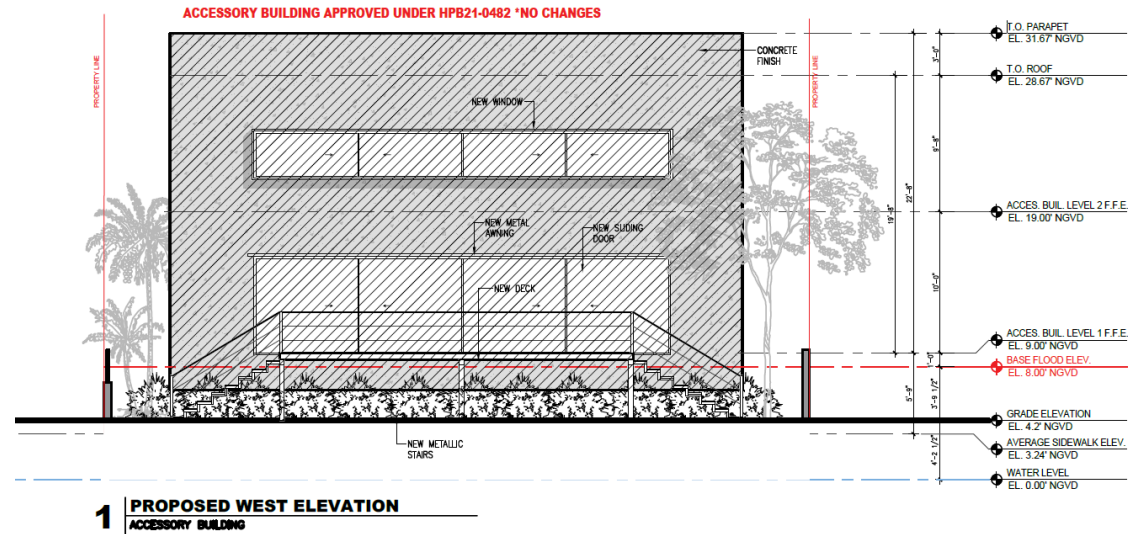 ACCESSORY BUILDING APPROVED UNDER HPB21-0482 *NO CHANGES
T.O. PARAPET
EL. 31.67' NGVD
3'-0"
PROPERTY LINE
PROPERTY LINE
CONCRETE
FINISH
T.O. ROOF
EL. 28.67' NGVD
NEW WINDOW
9'-8"
22'-8"
19'-8"
ACCES. BUIL. LEVEL 2 F.F.E.
EL. 19.00' NGVD
NEW METAL
AWNING
NEW SLIDING
DOOR
10'-0"
NEW DECK
ACCES. BUIL. LEVEL 1 F.F.E.
EL. 9.00' NGVD
1'-0"
BASE FLOOD ELEV.
EL. 8.00' NGVD
3'-9 1/2"
5'-9"
GRADE ELEVATION
EL. 4.2' NGVD
AVERAGE SIDEWALK ELEV.
EL. 3.24' NGVD
4'-2 1/2"
NEW METALLIC
STAIRS
WATER LEVEL
EL. 0.00' NGVD
1 PROPOSED WEST ELEVATION
ACCESSORY BUILDING